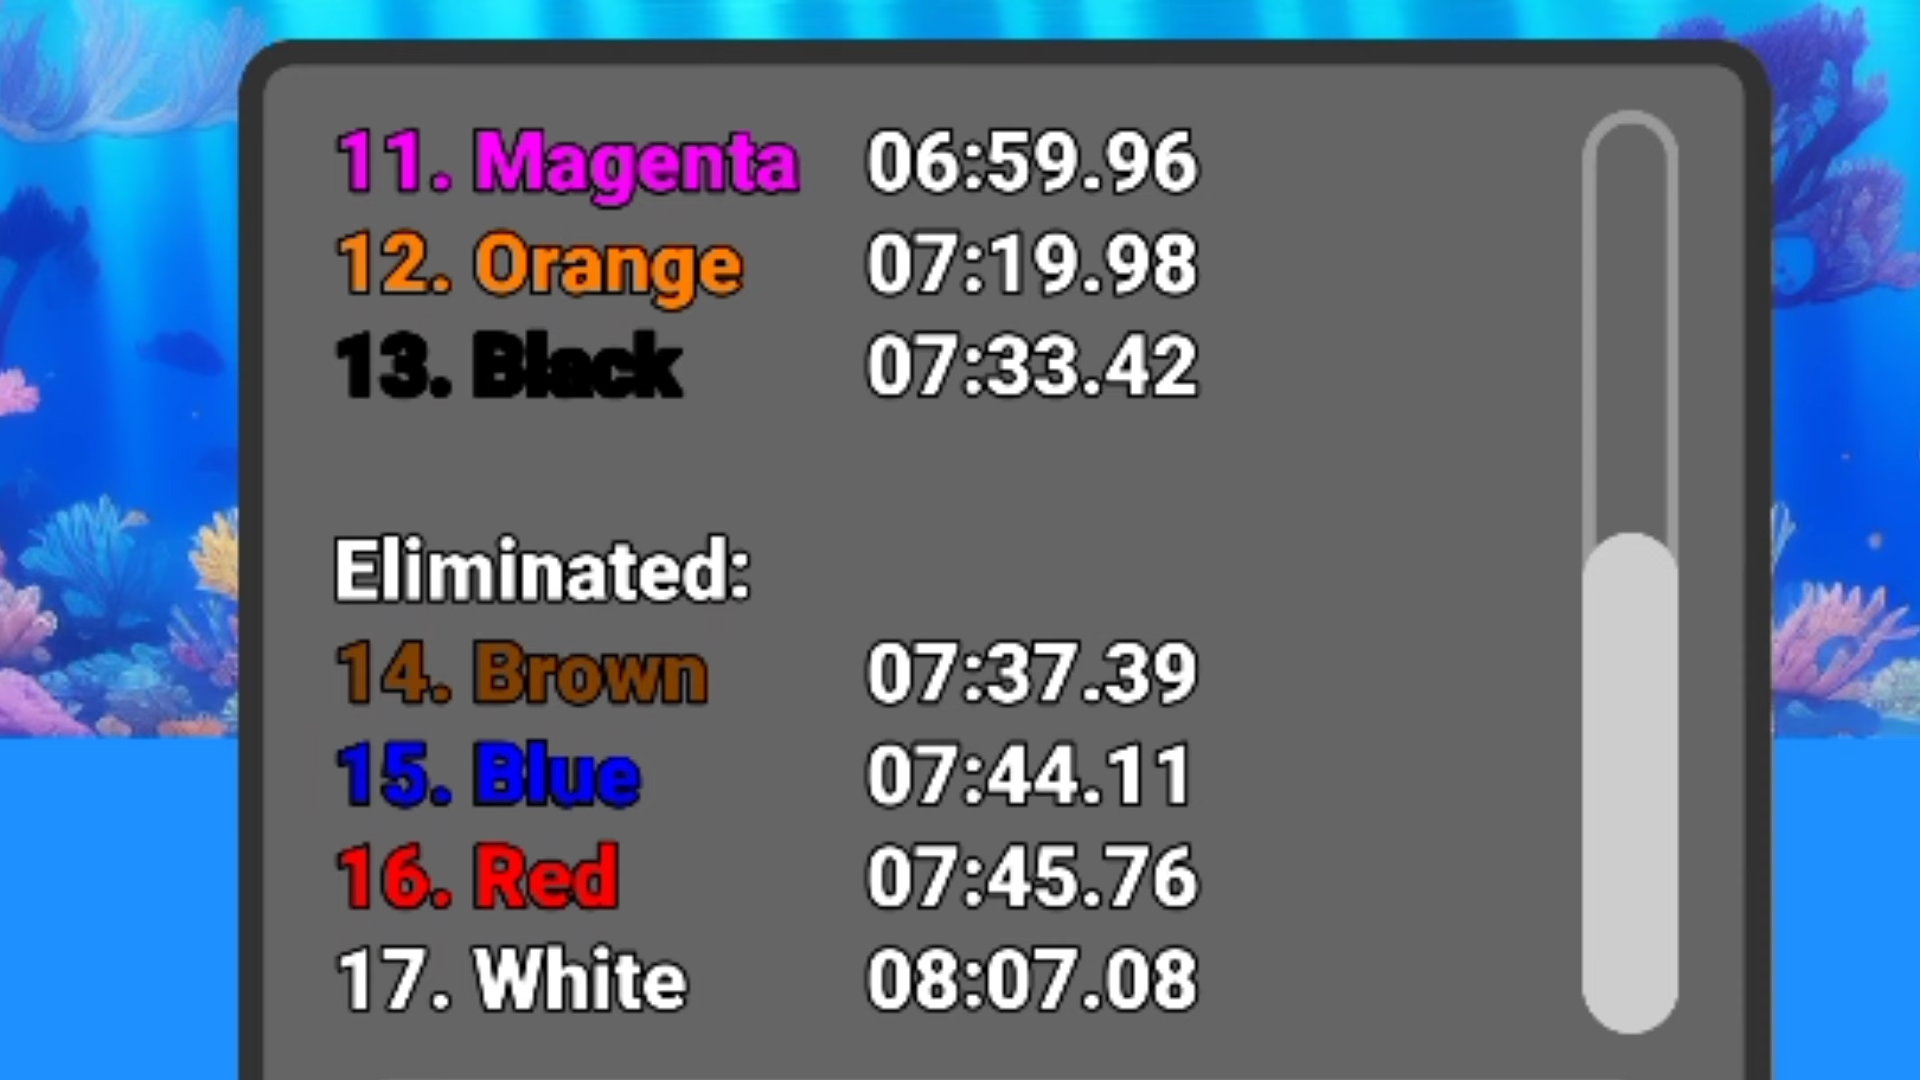 11. Magenta 06:59.96
12. Orange 07:19.98
13. Black 07:33.42
Eliminated:
14. Brown 07:37.39
15. Blue 07:44.11
16. Red 07:45.76
17. White 08:07.08